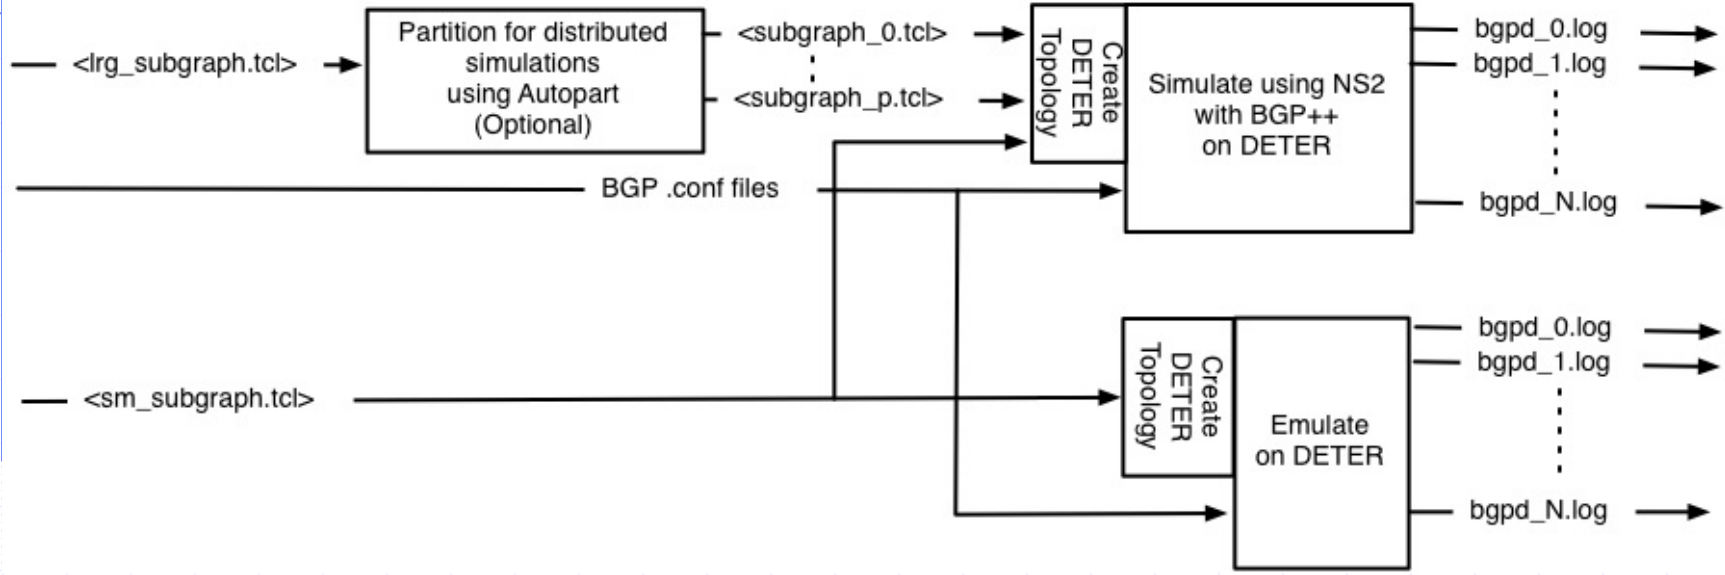 <lrg_subgraph.tcl>
Partition for distributed
simulations
using Autopart
(Optional)
<subgraph_0.tcl>
<subgraph_p.tcl>
Create
DETER
Topology
Simulate using NS2
with BGP++
on DETER
bgpd_0.log
bgpd_1.log
bgpd_N.log
BGP .conf files
<sm_subgraph.tcl>
Create
DETER
Topology
Emulate
on DETER
bgpd_0.log
bgpd_1.log
bgpd_N.log